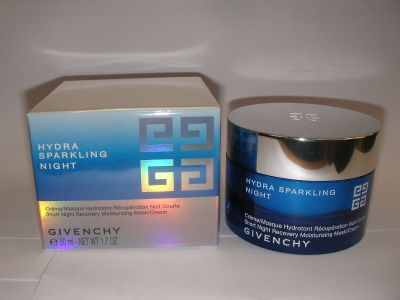 HYDRA
SPARKLING
NIGHT
Crème/Masque Hydratant Récupération Nuit Courte
Short Night Recovery Moisturizing Mask/Cream
GIVENCHY
50 ml - NET WT 1.7 OZ
HYDRA SPARKLING
NIGHT
Crème/Masque Hydratant Récupération Nuit Courte
Short Night Recovery Moisturizing Mask/Cream
GIVENCHY